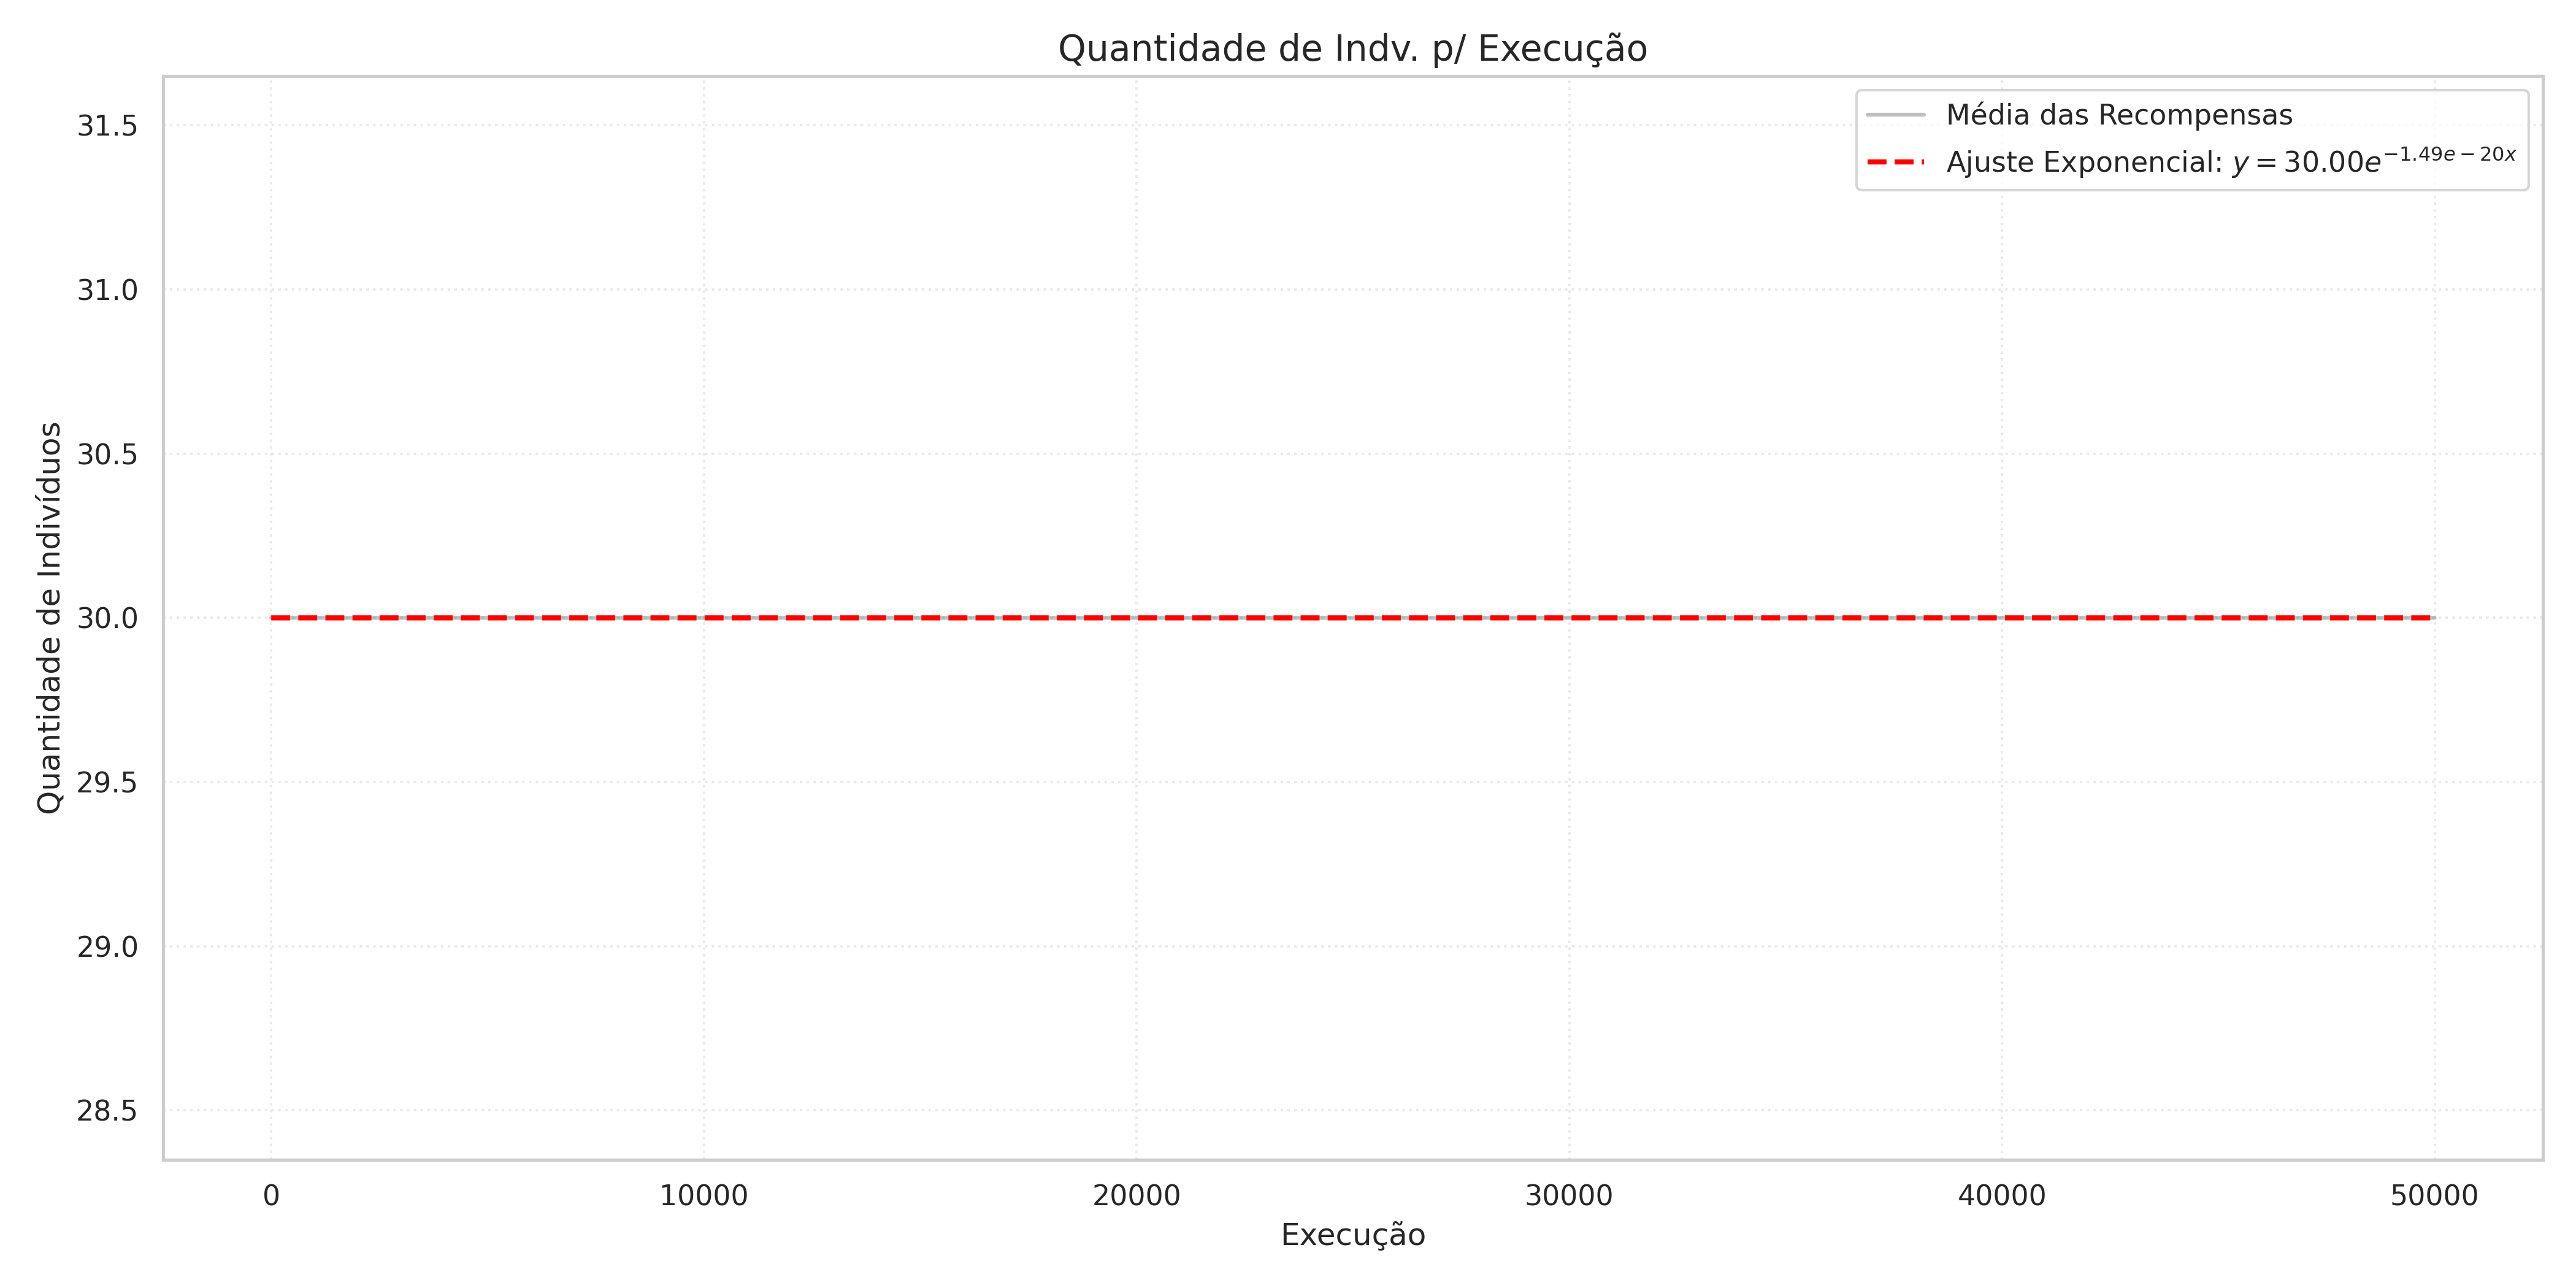 Quantidade de Indv. p/ Execução
Média das Recompensas
Ajuste Exponencial: y = 30.00e^{-1.49e-20x}
31.5
31.0
30.5
30.0
29.5
29.0
28.5
Quantidade de Indivíduos
0 10000 20000 30000 40000 50000
Execução